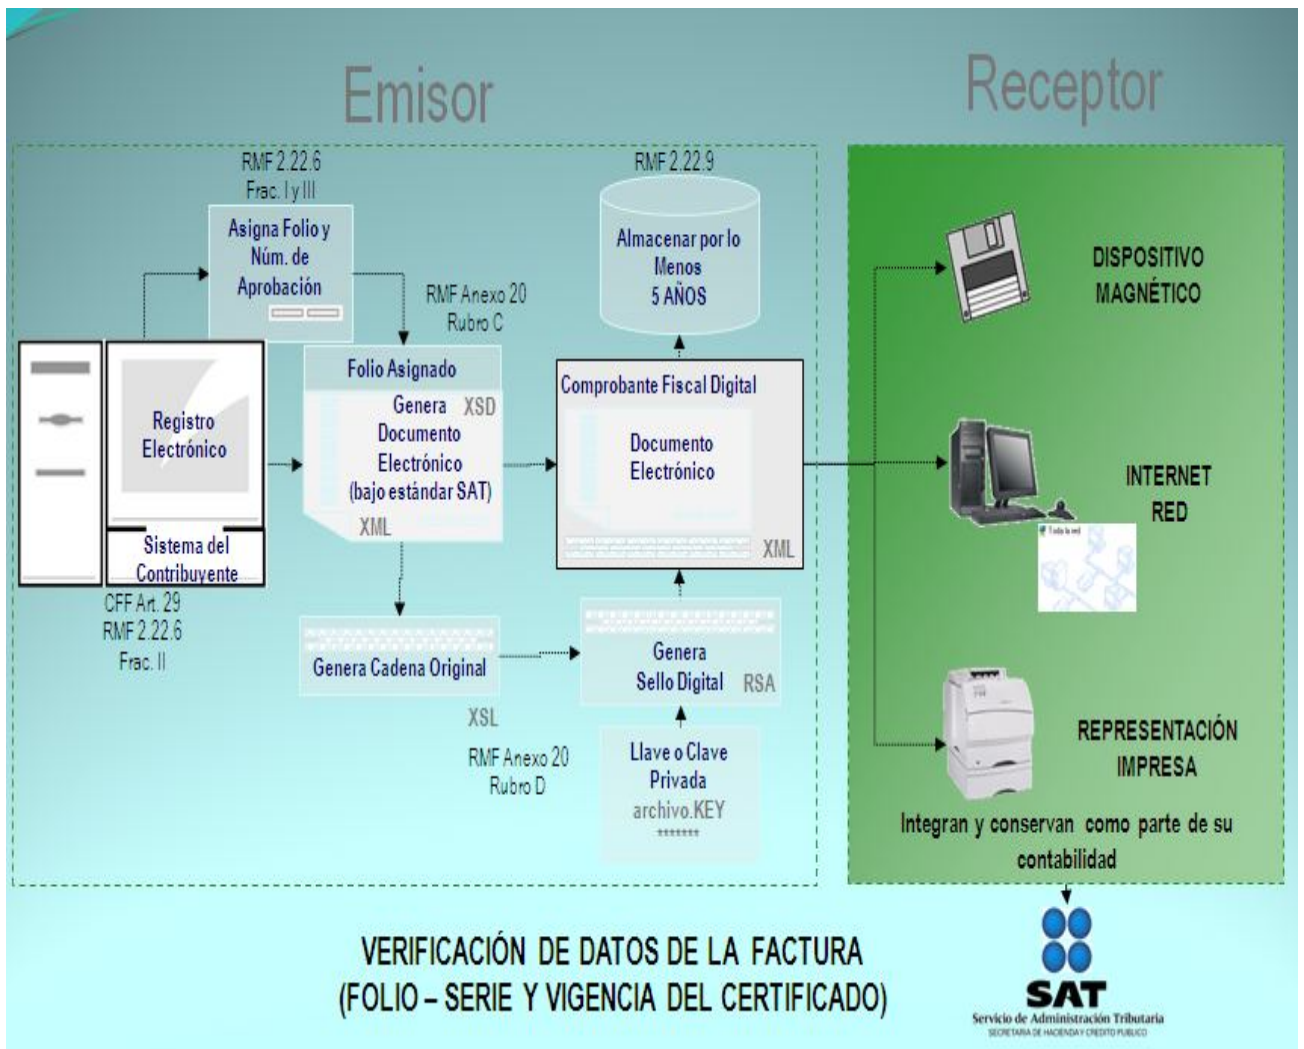 Emisor
Receptor
RMF 2.22.6
Frac. I y III
Asigna Folio y
Núm. de
Aprobación
RMF 2.22.9
Almacenar por lo
Menos
5 AÑOS
RMF Anexo 20
Rubro C
Folio Asignado
Genera XSD
Documento
Electrónico
(bajo estándar SAT)
XML
Registro
Electrónico
Sistema del
Contribuyente
CFF Art. 29
RMF 2.22.6
Frac. II
Comprobante Fiscal Digital
Documento
Electrónico
XML
Genera Cadena Original
XSL
RMF Anexo 20
Rubro D
Genera
Sello Digital RSA
Llave o Clave
Privada
archivo.KEY
*******
DISPOSITIVO
MAGNÉTICO
INTERNET
RED
Toda la red
REPRESENTACIÓN
IMPRESA
Integran y conservan como parte de su
contabilidad
VERIFICACIÓN DE DATOS DE LA FACTURA
(FOLIO – SERIE Y VIGENCIA DEL CERTIFICADO)
SAT
Servicio de Administración Tributaria
SECRETARIA DE HACIENDA Y CREDITO PUBLICO